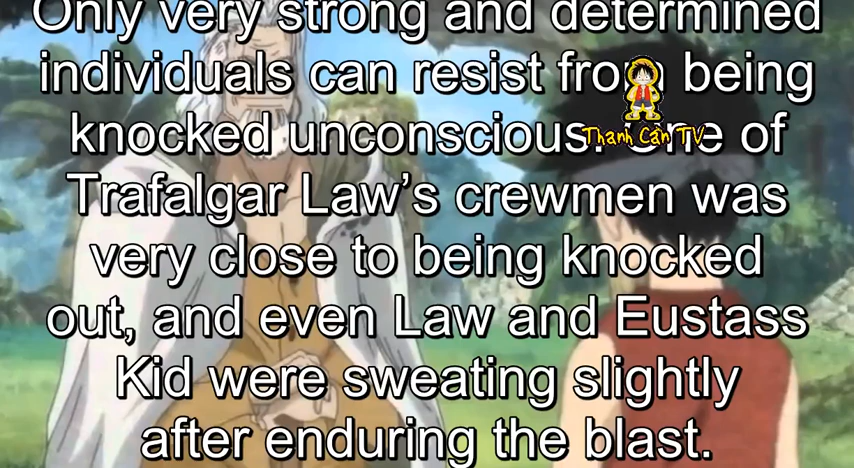 Only very strong and determined
individuals can resist from being
knocked unconscious. One of
Trafalgar Law's crewmen was
very close to being knocked
out, and even Law and Eustass
Kid were sweating slightly
after enduring the blast.
Thanh Cân TV